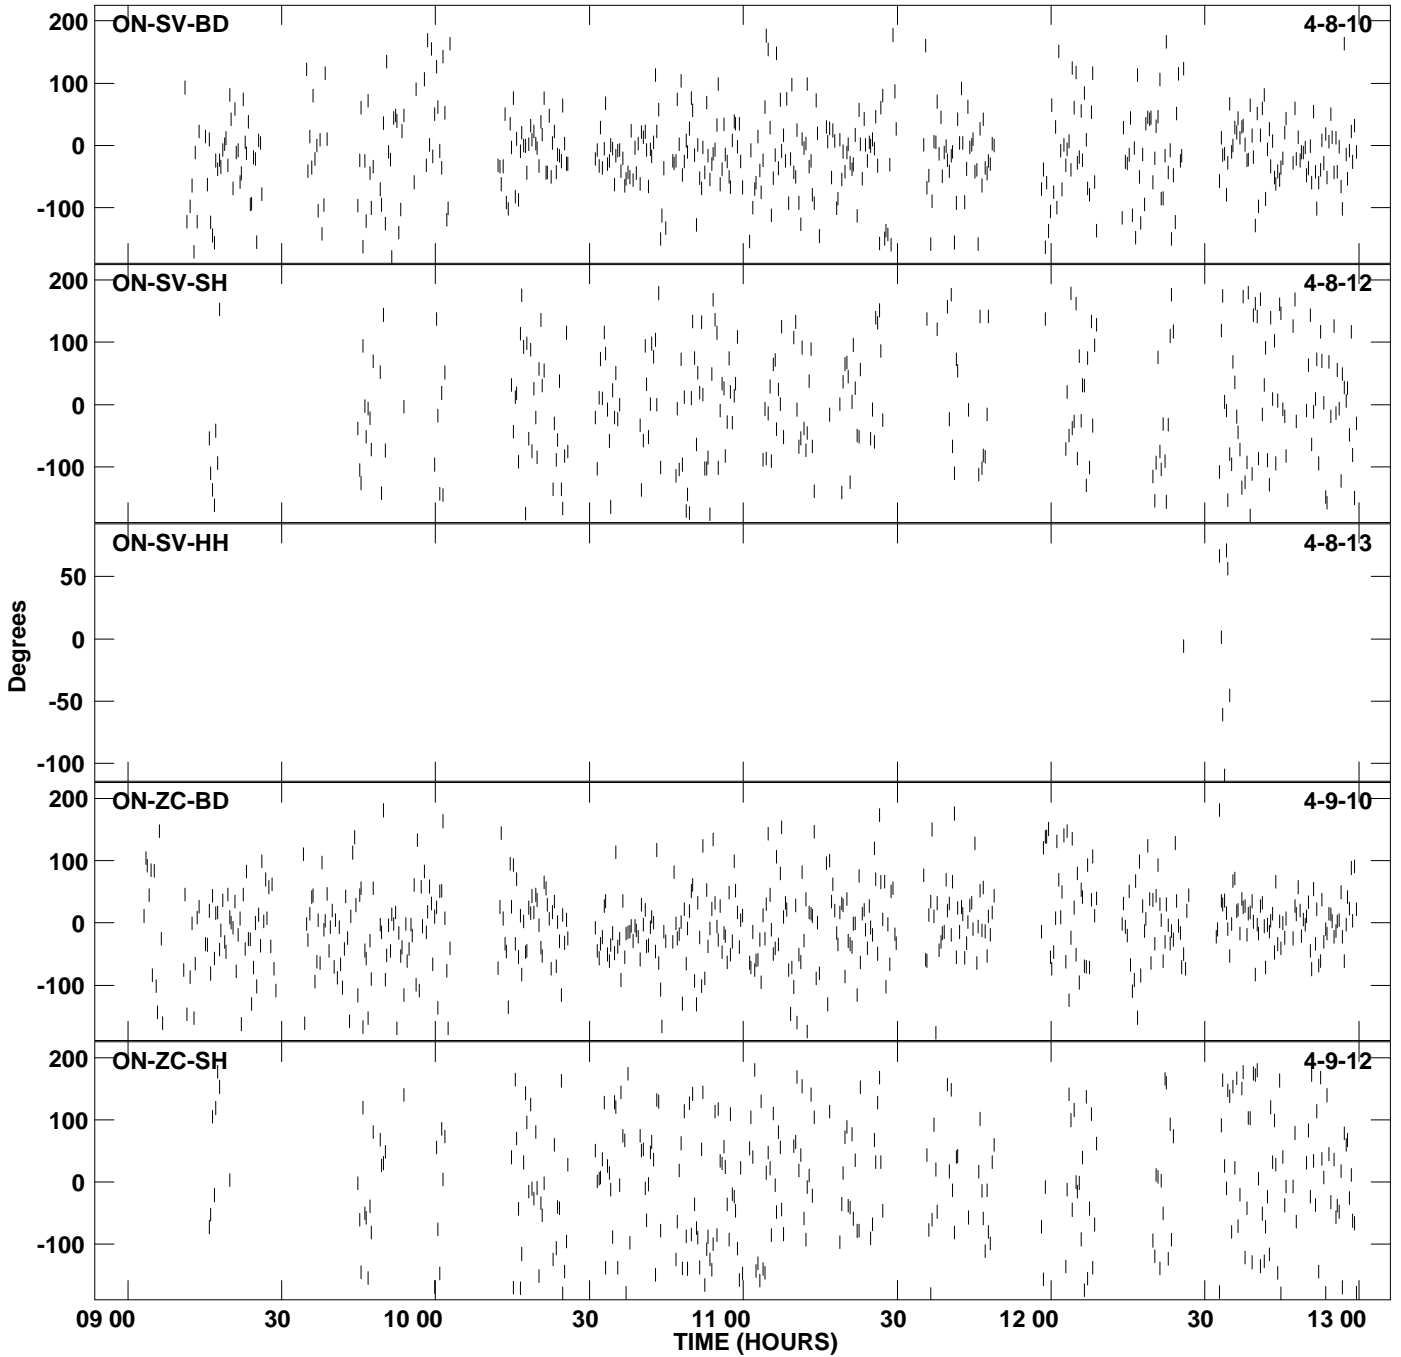 ON-SV-BD 4-8-10
200
100
0
-100
ON-SV-SH 4-8-12
200
100
0
-100
ON-SV-HH 4-8-13
50
0
-50
-100
Degrees
ON-ZC-BD 4-9-10
200
100
0
-100
ON-ZC-SH 4-9-12
200
100
0
-100
09 00 30 10 00 30 11 00 30 12 00 30 13 00
TIME (HOURS)